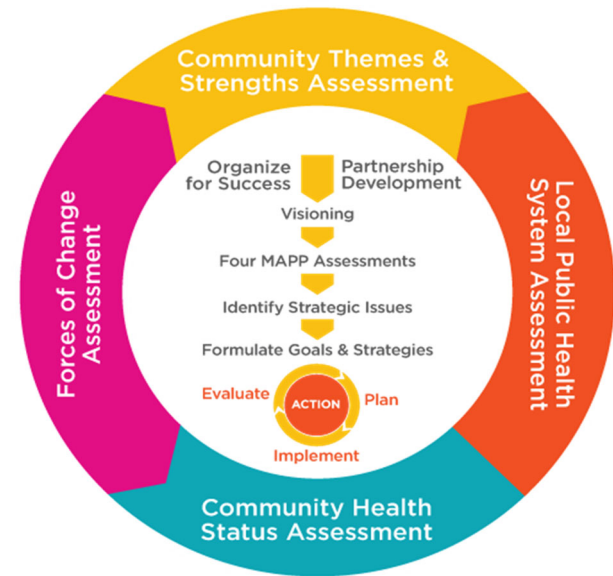 Community Themes &
Strengths Assessment
Local Public Health
System Assessment
Community Health
Status Assessment
Forces of Change
Assessment
Organize
for Success
Partnership
Development
Visioning
Four MAPP Assessments
Identify Strategic Issues
Formulate Goals & Strategies
Evaluate
ACTION
Plan
Implement